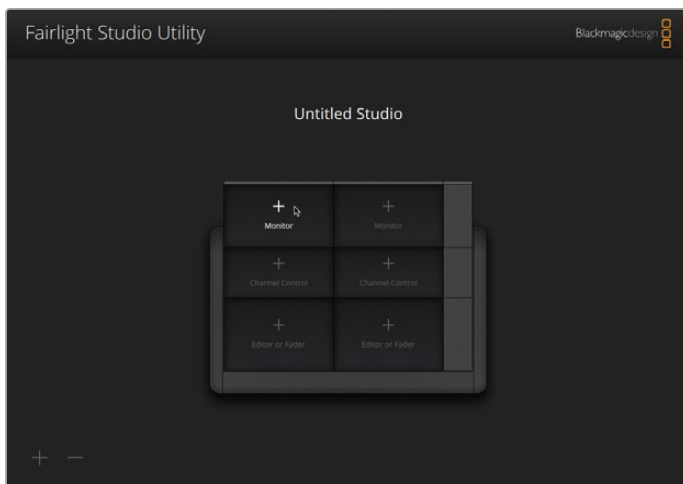 Fairlight Studio Utility
Blackmagicdesign
Untitled Studio
Monitor
Monitor
Channel Control
Channel Control
Editor or Fader
Editor or Fader